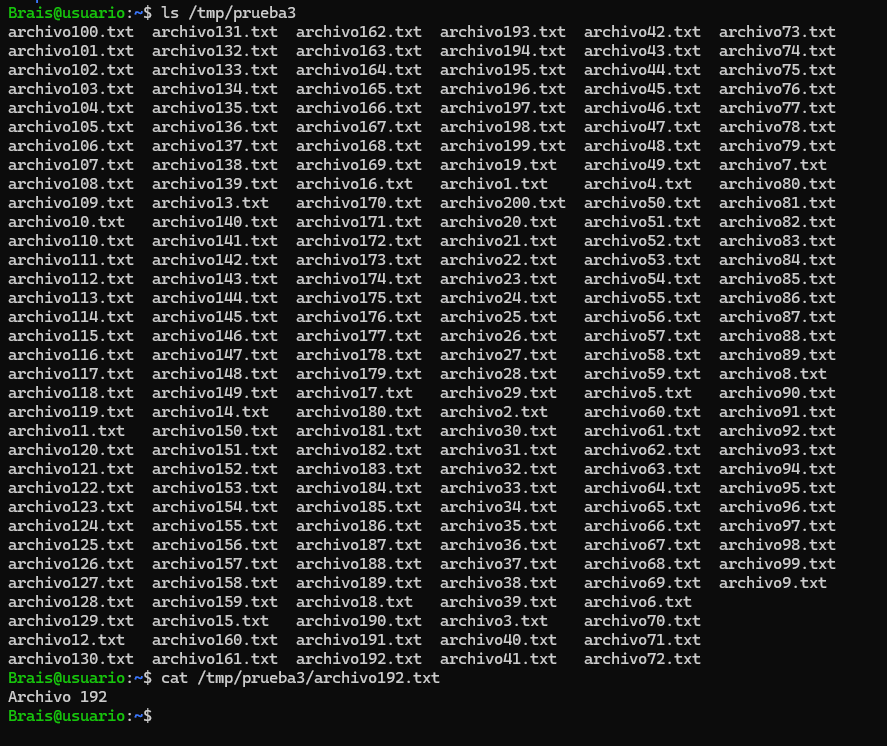 Brais@usuario:~$ ls /tmp/prueba3
archivo100.txt  archivo131.txt  archivo162.txt  archivo193.txt  archivo42.txt  archivo73.txt
archivo101.txt  archivo132.txt  archivo163.txt  archivo194.txt  archivo43.txt  archivo74.txt
archivo102.txt  archivo133.txt  archivo164.txt  archivo195.txt  archivo44.txt  archivo75.txt
archivo103.txt  archivo134.txt  archivo165.txt  archivo196.txt  archivo45.txt  archivo76.txt
archivo104.txt  archivo135.txt  archivo166.txt  archivo197.txt  archivo46.txt  archivo77.txt
archivo105.txt  archivo136.txt  archivo167.txt  archivo198.txt  archivo47.txt  archivo78.txt
archivo106.txt  archivo137.txt  archivo168.txt  archivo199.txt  archivo48.txt  archivo79.txt
archivo107.txt  archivo138.txt  archivo169.txt  archivo19.txt  archivo49.txt  archivo7.txt
archivo108.txt  archivo139.txt  archivo16.txt  archivo1.txt  archivo4.txt  archivo80.txt
archivo109.txt  archivo13.txt  archivo170.txt  archivo200.txt  archivo50.txt  archivo81.txt
archivo10.txt  archivo140.txt  archivo171.txt  archivo20.txt  archivo51.txt  archivo82.txt
archivo110.txt  archivo141.txt  archivo172.txt  archivo21.txt  archivo52.txt  archivo83.txt
archivo111.txt  archivo142.txt  archivo173.txt  archivo22.txt  archivo53.txt  archivo84.txt
archivo112.txt  archivo143.txt  archivo174.txt  archivo23.txt  archivo54.txt  archivo85.txt
archivo113.txt  archivo144.txt  archivo175.txt  archivo24.txt  archivo55.txt  archivo86.txt
archivo114.txt  archivo145.txt  archivo176.txt  archivo25.txt  archivo56.txt  archivo87.txt
archivo115.txt  archivo146.txt  archivo177.txt  archivo26.txt  archivo57.txt  archivo88.txt
archivo116.txt  archivo147.txt  archivo178.txt  archivo27.txt  archivo58.txt  archivo89.txt
archivo117.txt  archivo148.txt  archivo179.txt  archivo28.txt  archivo59.txt  archivo8.txt
archivo118.txt  archivo149.txt  archivo17.txt  archivo29.txt  archivo5.txt  archivo90.txt
archivo119.txt  archivo14.txt  archivo180.txt  archivo2.txt  archivo60.txt  archivo91.txt
archivo11.txt  archivo150.txt  archivo181.txt  archivo30.txt  archivo61.txt  archivo92.txt
archivo120.txt  archivo151.txt  archivo182.txt  archivo31.txt  archivo62.txt  archivo93.txt
archivo121.txt  archivo152.txt  archivo183.txt  archivo32.txt  archivo63.txt  archivo94.txt
archivo122.txt  archivo153.txt  archivo184.txt  archivo33.txt  archivo64.txt  archivo95.txt
archivo123.txt  archivo154.txt  archivo185.txt  archivo34.txt  archivo65.txt  archivo96.txt
archivo124.txt  archivo155.txt  archivo186.txt  archivo35.txt  archivo66.txt  archivo97.txt
archivo125.txt  archivo156.txt  archivo187.txt  archivo36.txt  archivo67.txt  archivo98.txt
archivo126.txt  archivo157.txt  archivo188.txt  archivo37.txt  archivo68.txt  archivo99.txt
archivo127.txt  archivo158.txt  archivo189.txt  archivo38.txt  archivo69.txt  archivo9.txt
archivo128.txt  archivo159.txt  archivo18.txt  archivo39.txt  archivo6.txt
archivo129.txt  archivo15.txt  archivo190.txt  archivo3.txt  archivo70.txt
archivo12.txt  archivo160.txt  archivo191.txt  archivo40.txt  archivo71.txt
archivo130.txt  archivo161.txt  archivo192.txt  archivo41.txt  archivo72.txt
Brais@usuario:~$ cat /tmp/prueba3/archivo192.txt
Archivo 192
Brais@usuario:~$